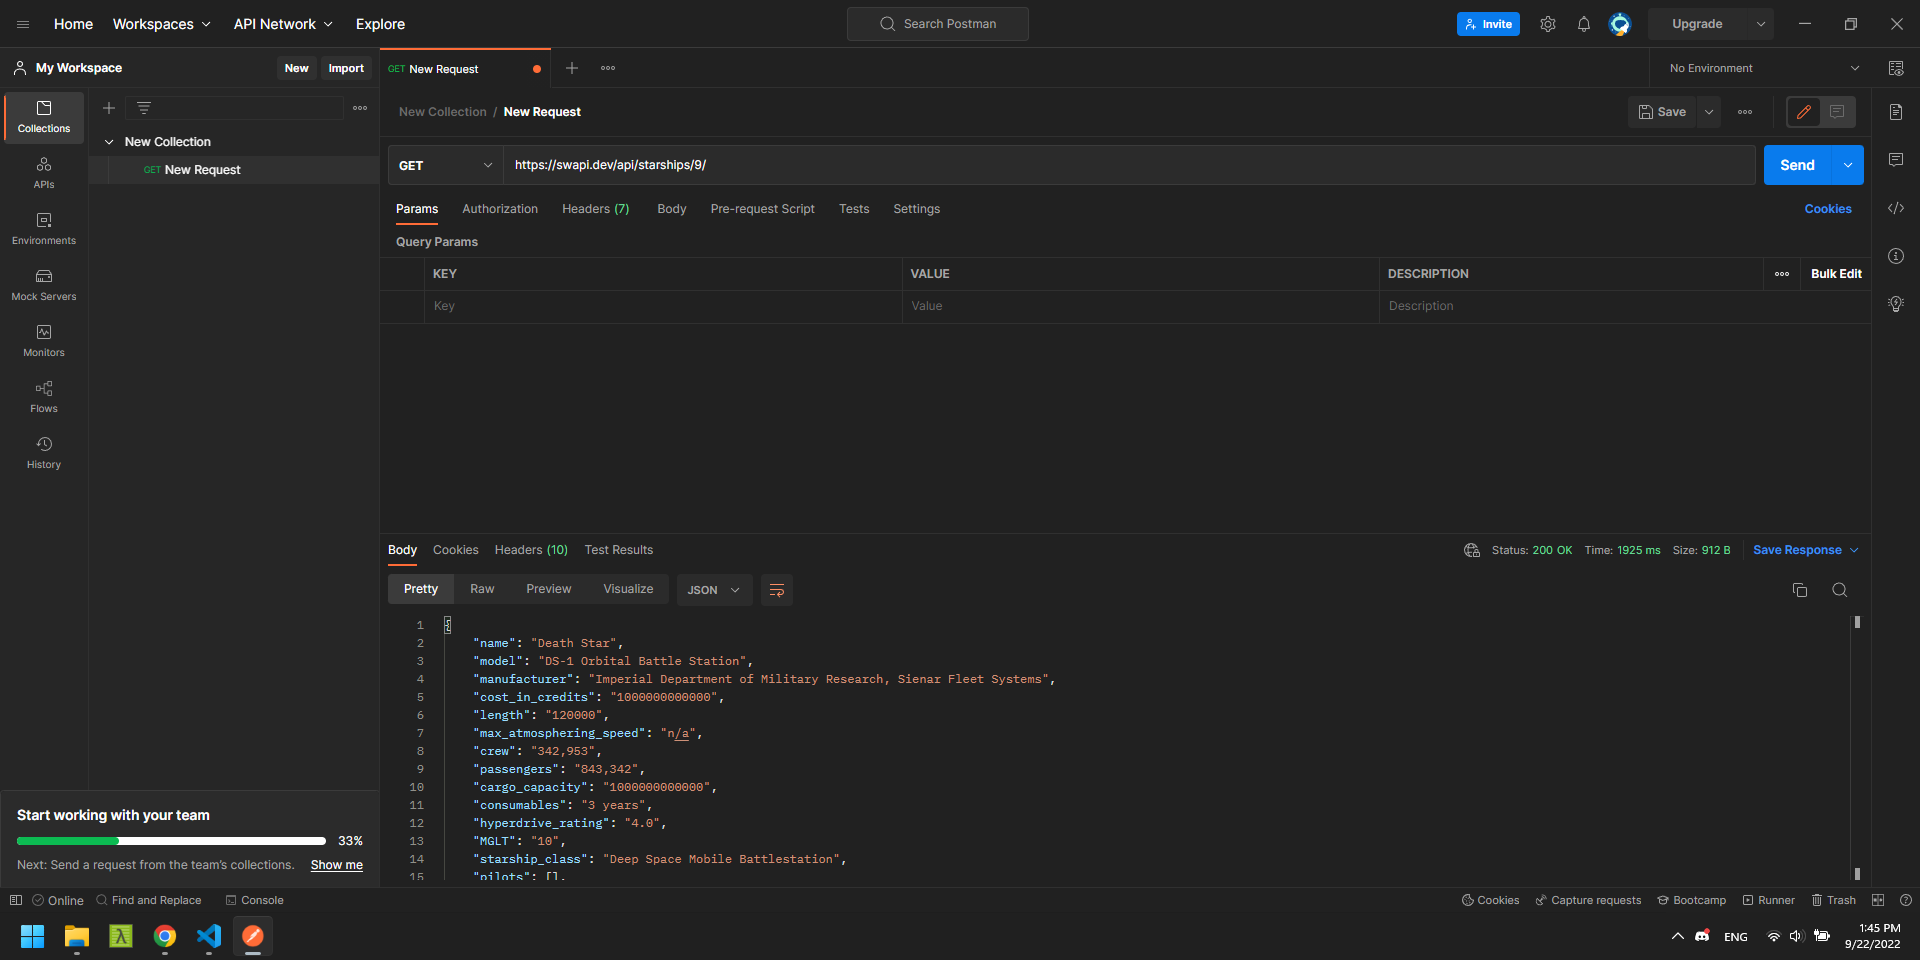 Home Workspaces API Network Explore Search Postman Invite Upgrade
My Workspace New Import GET New Request No Environment
Collections
New Collection / New Request Save
New Collection
GET New Request
APIs
Environments
Mock Servers
Monitors
Flows
History
GET https://swapi.dev/api/starships/9/ Send
Params Authorization Headers (7) Body Pre-request Script Tests Settings Cookies
Query Params
KEY VALUE DESCRIPTION Bulk Edit
Key Value Description
Body Cookies Headers (10) Test Results Status: 200 OK Time: 1925 ms Size: 912 B Save Response
Pretty Raw Preview Visualize JSON
1 {
2 "name": "Death Star",
3 "model": "DS-1 Orbital Battle Station",
4 "manufacturer": "Imperial Department of Military Research, Sienar Fleet Systems",
5 "cost_in_credits": "1000000000000",
6 "length": "120000",
7 "max_atmosphering_speed": "n/a",
8 "crew": "342,953",
9 "passengers": "843,342",
10 "cargo_capacity": "1000000000000",
11 "consumables": "3 years",
12 "hyperdrive_rating": "4.0",
13 "MGLT": "10",
14 "starship_class": "Deep Space Mobile Battlestation",
15 "pilots": [],
Start working with your team
33%
Next: Send a request from the team's collections. Show me
Online Find and Replace Console Cookies Capture requests Bootcamp Runner Trash
ENG 1:45 PM
9/22/2022